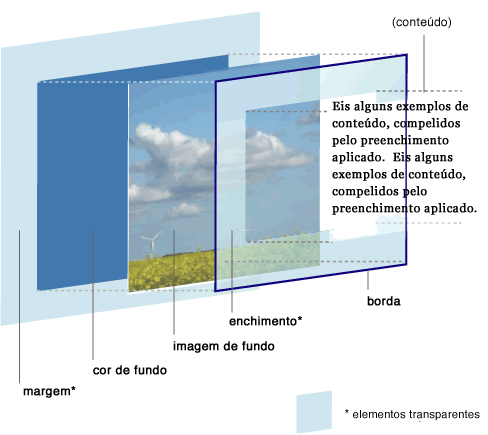 (conteúdo)
Eis alguns exemplos de
conteúdo, compelidos
pelo preenchimento
aplicado.  Eis alguns
exemplos de conteúdo,
compelidos pelo
preenchimento aplicado.
borda
enchimento*
imagem de fundo
cor de fundo
margem*
* elementos transparentes